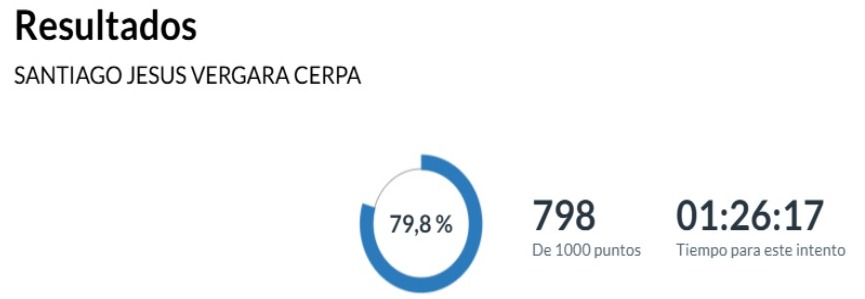 Resultados
SANTIAGO JESUS VERGARA CERPA
79,8 %
798
De 1000 puntos
01:26:17
Tiempo para este intento